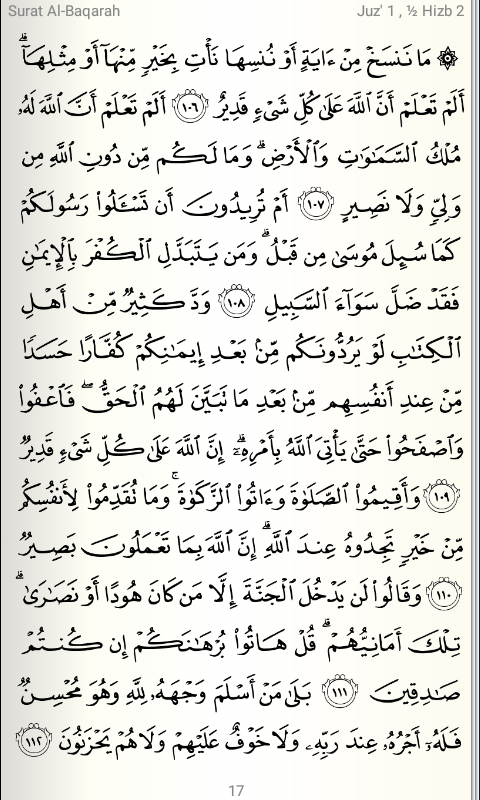 Surat Al-Baqarah Juz' 1 , ½ Hizb 2
۞ مَا نَنسَخْ مِنْ ءَايَةٍ أَوْ نُنسِهَا نَأْتِ بِخَيْرٍ مِّنْهَآ أَوْ مِثْلِهَآ ۗ
أَلَمْ تَعْلَمْ أَنَّ ٱللَّهَ عَلَىٰ كُلِّ شَىْءٍ قَدِيرٌ ١٠٦ أَلَمْ تَعْلَمْ أَنَّ ٱللَّهَ لَهُۥ
مُلْكُ ٱلسَّمَـٰوَٰتِ وَٱلْأَرْضِ ۗ وَمَا لَكُم مِّن دُونِ ٱللَّهِ مِن
وَلِىٍّ وَلَا نَصِيرٍ ١٠٧ أَمْ تُرِيدُونَ أَن تَسْـَٔلُوا۟ رَسُولَكُمْ
كَمَا سُئِلَ مُوسَىٰ مِن قَبْلُ ۗ وَمَن يَتَبَدَّلِ ٱلْكُفْرَ بِٱلْإِيمَـٰنِ
فَقَدْ ضَلَّ سَوَآءَ ٱلسَّبِيلِ ١٠٨ وَدَّ كَثِيرٌ مِّنْ أَهْلِ
ٱلْكِتَـٰبِ لَوْ يَرُدُّونَكُم مِّنۢ بَعْدِ إِيمَـٰنِكُمْ كُفَّارًا حَسَدًا
مِّنْ عِندِ أَنفُسِهِم مِّنۢ بَعْدِ مَا تَبَيَّنَ لَهُمُ ٱلْحَقُّ ۖ فَٱعْفُوا۟
وَٱصْفَحُوا۟ حَتَّىٰ يَأْتِىَ ٱللَّهُ بِأَمْرِهِۦٓ ۗ إِنَّ ٱللَّهَ عَلَىٰ كُلِّ شَىْءٍ قَدِيرٌ
١٠٩ وَأَقِيمُوا۟ ٱلصَّلَوٰةَ وَءَاتُوا۟ ٱلزَّكَوٰةَ ۚ وَمَا تُقَدِّمُوا۟ لِأَنفُسِكُم
مِّنْ خَيْرٍ تَجِدُوهُ عِندَ ٱللَّهِ ۗ إِنَّ ٱللَّهَ بِمَا تَعْمَلُونَ بَصِيرٌ
١١٠ وَقَالُوا۟ لَن يَدْخُلَ ٱلْجَنَّةَ إِلَّا مَن كَانَ هُودًا أَوْ نَصَـٰرَىٰ ۗ
تِلْكَ أَمَانِيُّهُمْ ۗ قُلْ هَاتُوا۟ بُرْهَـٰنَكُمْ إِن كُنتُمْ
صَـٰدِقِينَ ١١١ بَلَىٰ مَنْ أَسْلَمَ وَجْهَهُۥ لِلَّهِ وَهُوَ مُحْسِنٌ
فَلَهُۥٓ أَجْرُهُۥ عِندَ رَبِّهِۦ وَلَا خَوْفٌ عَلَيْهِمْ وَلَا هُمْ يَحْزَنُونَ ١١٢
17